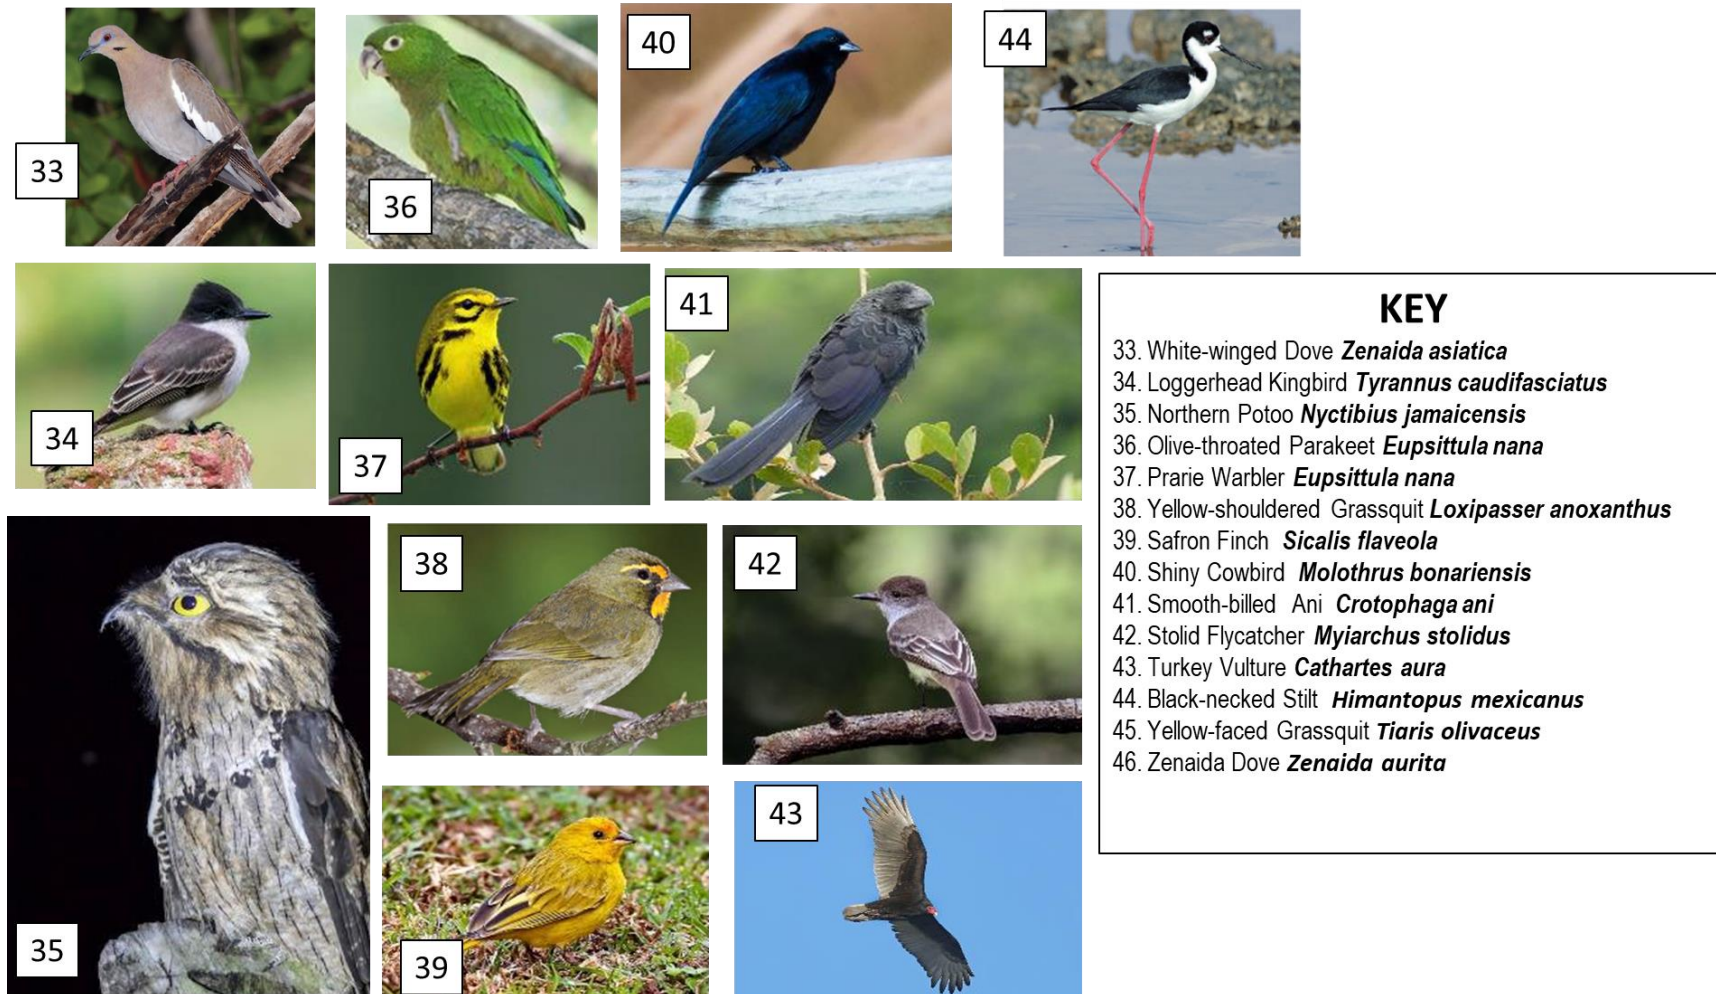 33
36
40
44
34
37
41
35
38
42
39
43
KEY
33. White-winged Dove Zenaida asiatica
34. Loggerhead Kingbird Tyrannus caudifasciatus
35. Northern Potoo Nyctibius jamaicensis
36. Olive-throated Parakeet Eupsittula nana
37. Prarie Warbler Eupsittula nana
38. Yellow-shouldered Grassquit Loxipasser anoxanthus
39. Safron Finch Sicalis flaveola
40. Shiny Cowbird Molothrus bonariensis
41. Smooth-billed Ani Crotophaga ani
42. Stolid Flycatcher Myiarchus stolidus
43. Turkey Vulture Cathartes aura
44. Black-necked Stilt Himantopus mexicanus
45. Yellow-faced Grassquit Tiaris olivaceus
46. Zenaida Dove Zenaida aurita